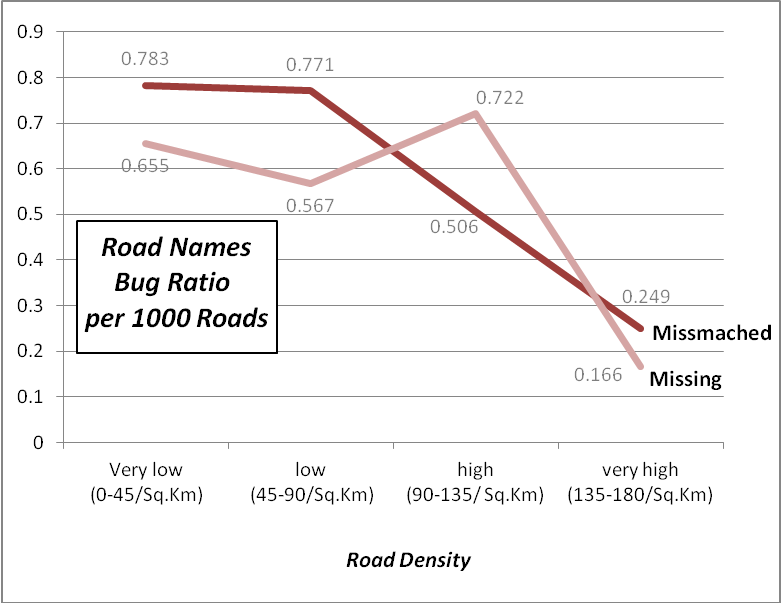 0.9
0.8
0.7
0.6
0.5
0.4
0.3
0.2
0.1
0
0.783
0.771
0.722
0.655
0.567
0.506
0.249
0.166
Road Names
Bug Ratio
per 1000 Roads
Missmached
Missing
Very low
(0-45/Sq.Km)
low
(45-90/Sq.Km)
high
(90-135/ Sq.Km)
very high
(135-180/Sq.Km)
Road Density